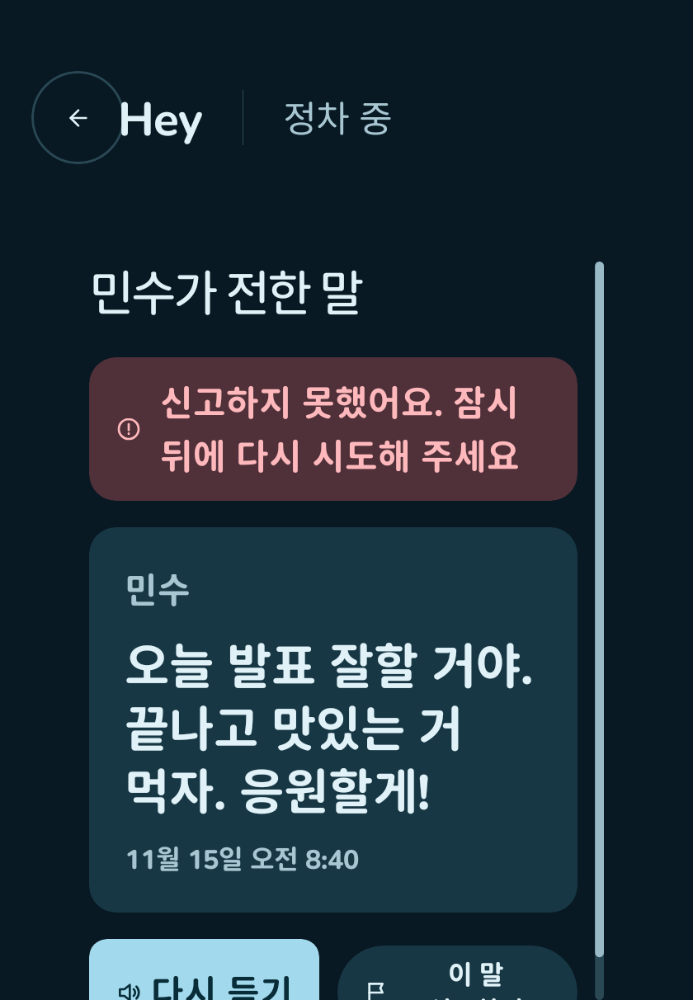 Hey
정차 중
민수가 전한 말
신고하지 못했어요. 잠시
뒤에 다시 시도해 주세요
민수
오늘 발표 잘할 거야.
끝나고 맛있는 거
먹자. 응원할게!
11월 15일 오전 8:40
다시 듣기
이 말